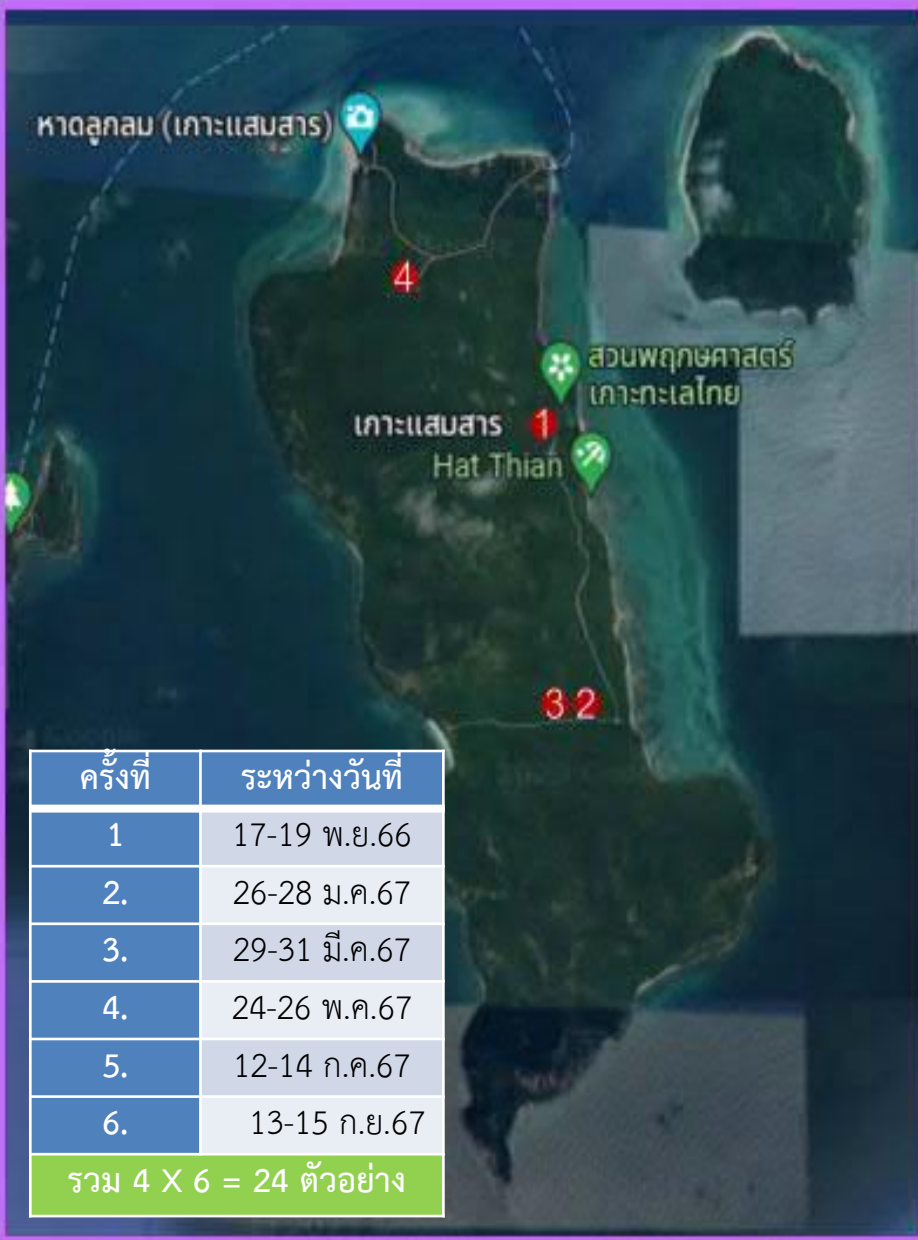 หาดลูกลม (เกาะแสมสาร)
4
สวนพฤกษศาสตร์
เกาะทะเลไทย
เกาะแสมสาร 1
Hat Thian
3 2
ครั้งที่ ระหว่างวันที่
1 17-19 พ.ย.66
2. 26-28 ม.ค.67
3. 29-31 มี.ค.67
4. 24-26 พ.ค.67
5. 12-14 ก.ค.67
6. 13-15 ก.ย.67
รวม 4 X 6 = 24 ตัวอย่าง